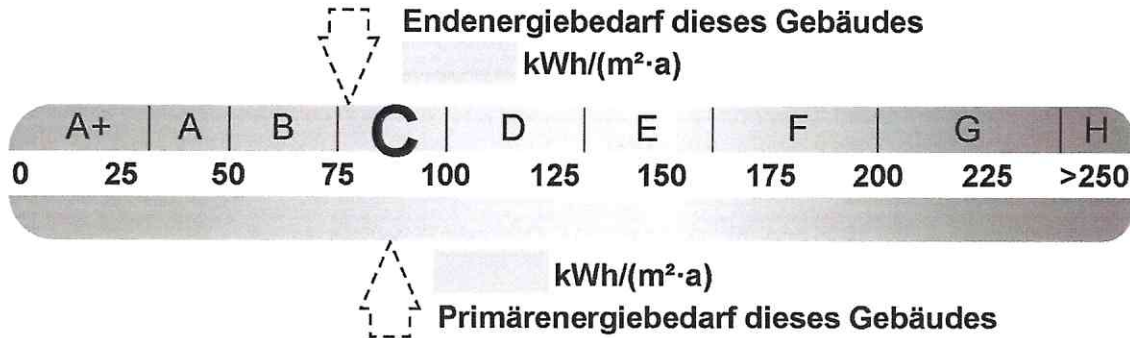 Endenergiebedarf dieses Gebäudes
kWh/(m²·a)
A+ A B C D E F G H
0 25 50 75 100 125 150 175 200 225 >250
kWh/(m²·a)
Primärenergiebedarf dieses Gebäudes